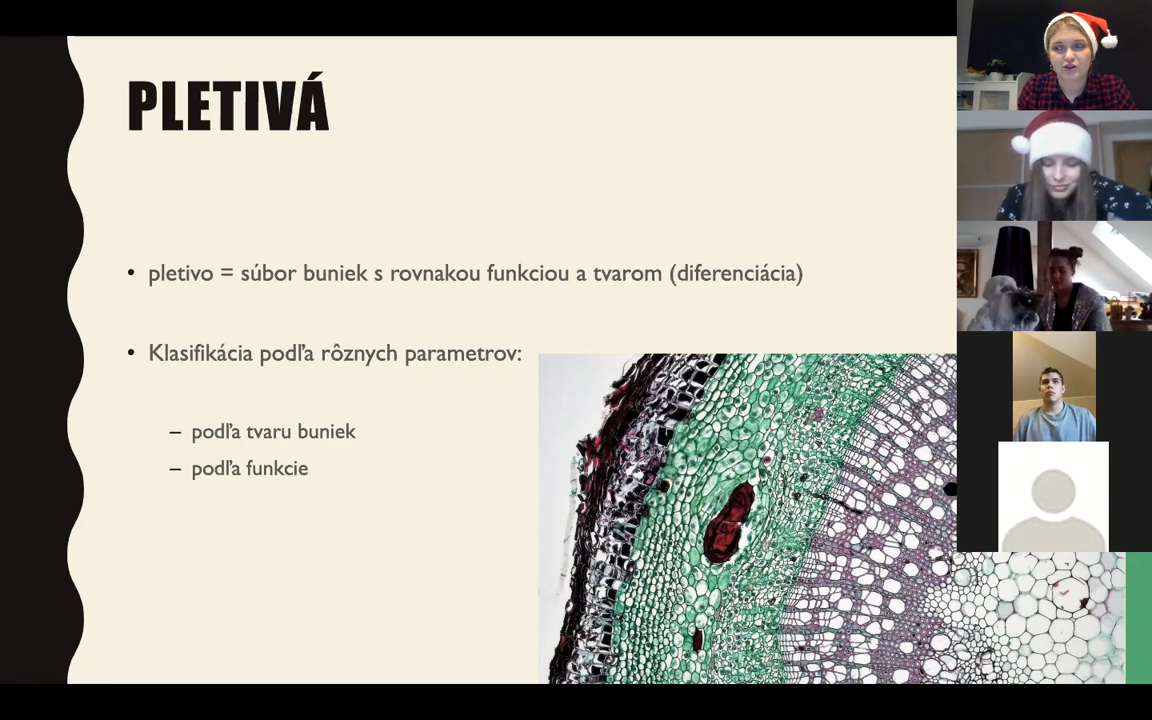 PLETIVÁ
• pletivo = súbor buniek s rovnakou funkciou a tvarom (diferenciácia)
• Klasifikácia podľa rôznych parametrov:
– podľa tvaru buniek
– podľa funkcie